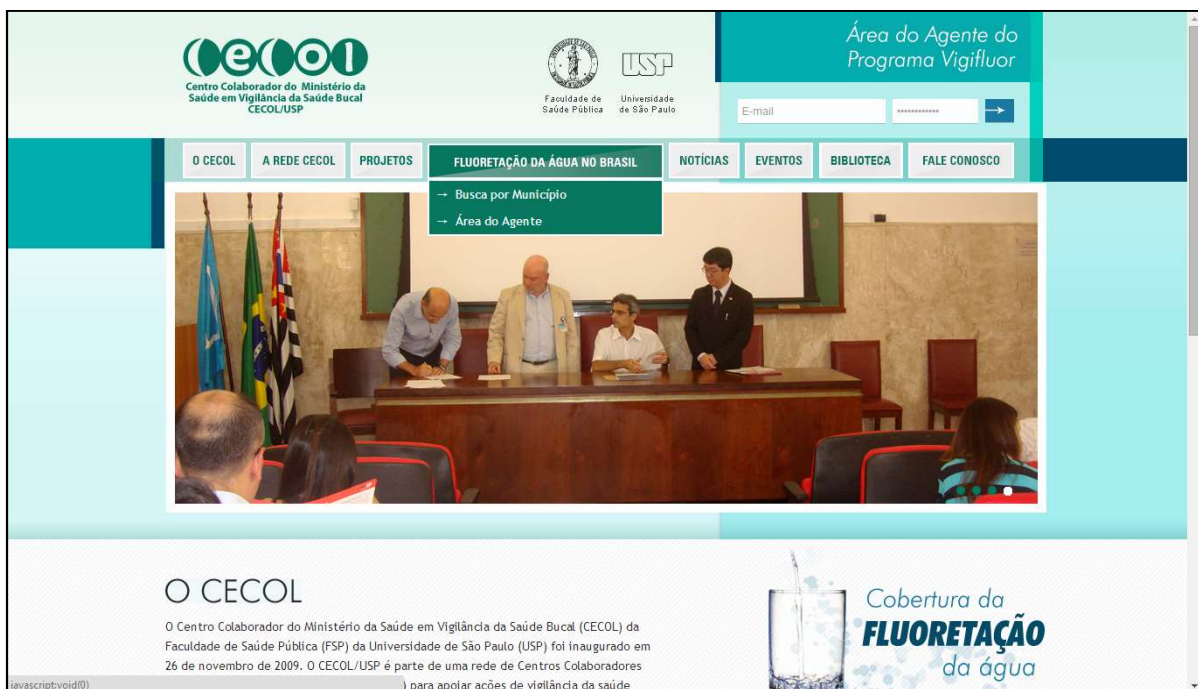 CECOL
Centro Colaborador do Ministério da
Saúde em Vigilância da Saúde Bucal
CECOL/USP
Faculdade de
Saúde Pública
USP
Universidade
de São Paulo
Área do Agente do
Programa Vigifluor
E-mail
O CECOL
A REDE CECOL
PROJETOS
FLUORETAÇÃO DA ÁGUA NO BRASIL
NOTÍCIAS
EVENTOS
BIBLIOTECA
FALE CONOSCO
→ Busca por Município
→ Área do Agente
O CECOL
O Centro Colaborador do Ministério da Saúde em Vigilância da Saúde Bucal (CECOL) da
Faculdade de Saúde Pública (FSP) da Universidade de São Paulo (USP) foi inaugurado em
26 de novembro de 2009. O CECOL/USP é parte de uma rede de Centros Colaboradores
) para apoiar ações de vigilância da saúde
Cobertura da
FLUORETAÇÃO
da água
javascript:void(0)